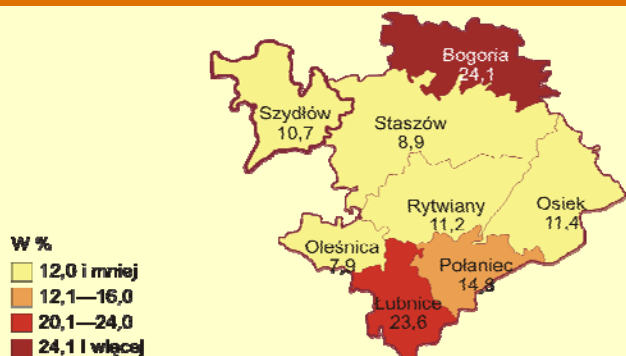 Bogoria
24,1
Szydłów
10,7
Staszów
8,9
Rytwiany
11,2
Osiek
11,4
Oleśnica
7,9
Połaniec
14,8
Łubnice
23,6
W %
12,0 i mniej
12,1—16,0
20,1—24,0
24,1 i więcej